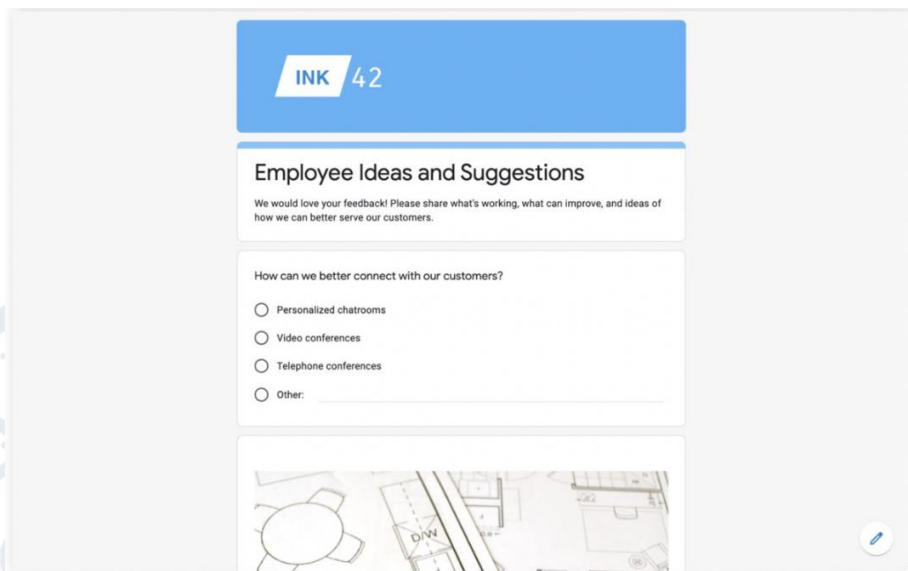 INK 42
Employee Ideas and Suggestions
We would love your feedback! Please share what's working, what can improve, and ideas of
how we can better serve our customers.
How can we better connect with our customers?
Personalized chatrooms
Video conferences
Telephone conferences
Other:
D/W